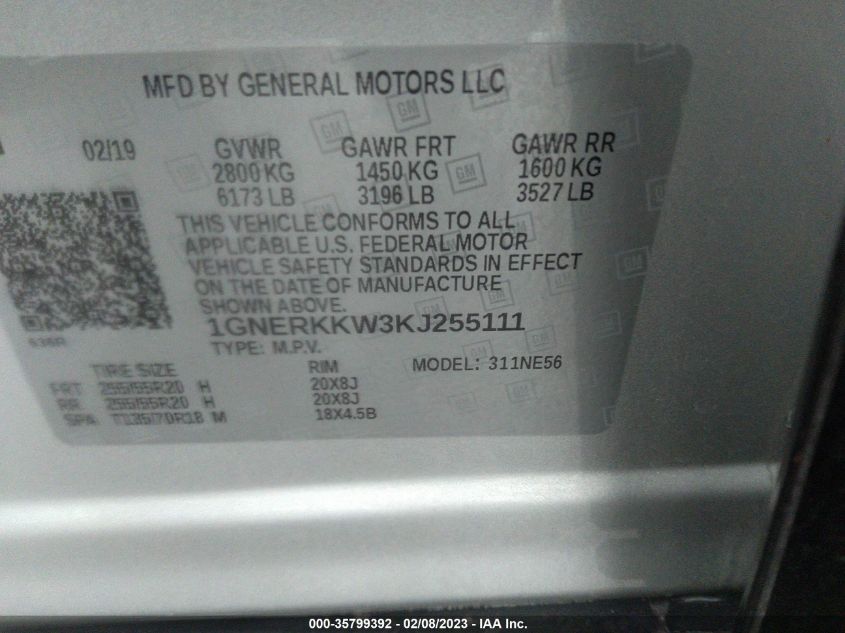 MFD BY GENERAL MOTORS LLC
02/19 GVWR GAWR FRT GAWR RR
2800 KG 1450 KG 1600 KG
6173 LB 3196 LB 3527 LB
THIS VEHICLE CONFORMS TO ALL
APPLICABLE U.S. FEDERAL MOTOR
VEHICLE SAFETY STANDARDS IN EFFECT
ON THE DATE OF MANUFACTURE
SHOWN ABOVE.
1GNERKKW3KJ255111
TYPE: M.P.V. MODEL: 311NE56
TIRE SIZE RIM
FRT 255/55R20 H 20X8J
RR 255/55R20 H 20X8J
SPA T135/70R18 M 18X4.5B
GM
000-35799392 - 02/08/2023 - IAA Inc.